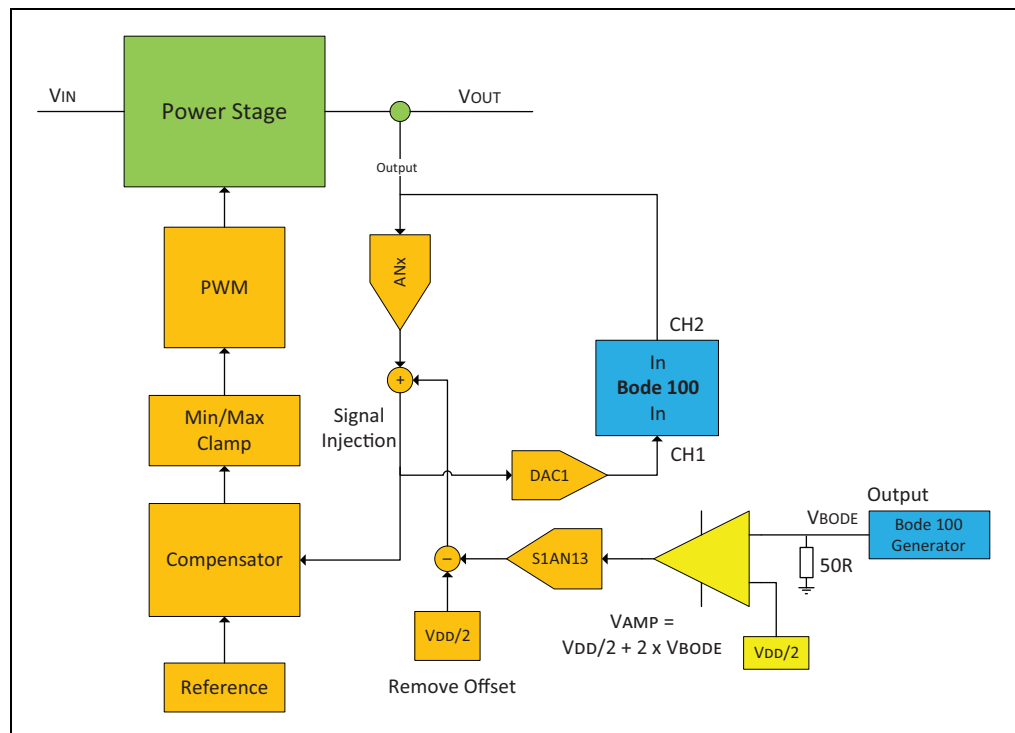 VIN
Power Stage
VOUT
Output
ANx
PWM
CH2
In
Bode 100
In
CH1
+
Signal
Injection
Min/Max
Clamp
DAC1
Output
VBODE
Bode 100
Generator
Compensator
−
S1AN13
50R
VDD/2
VAMP =
VDD/2 + 2 x VBODE
VDD/2
Reference
Remove Offset